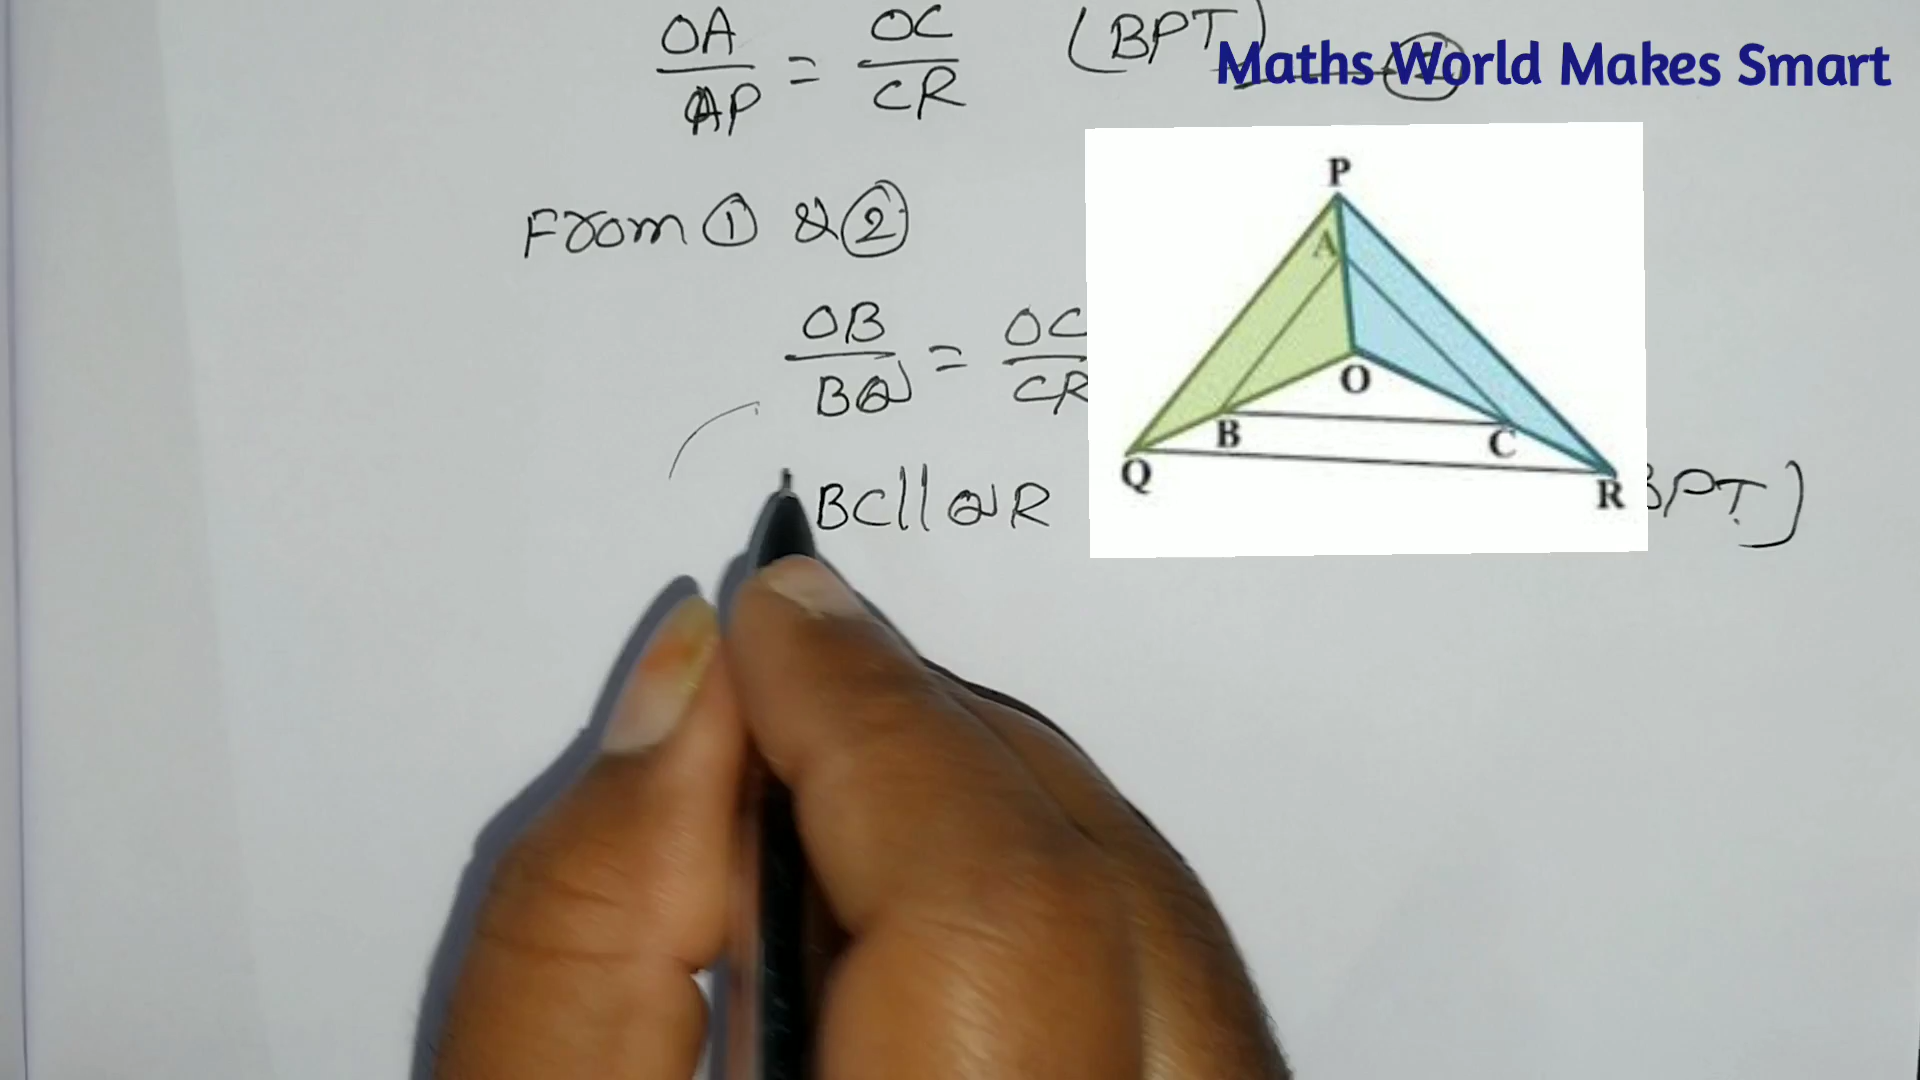 OA/AP = OC/CR (BPT)
Maths World Makes Smart
From ① & ②
OB/BQ = OC/CR
BC || QR BPT)
P
A
O
B
C
Q
R